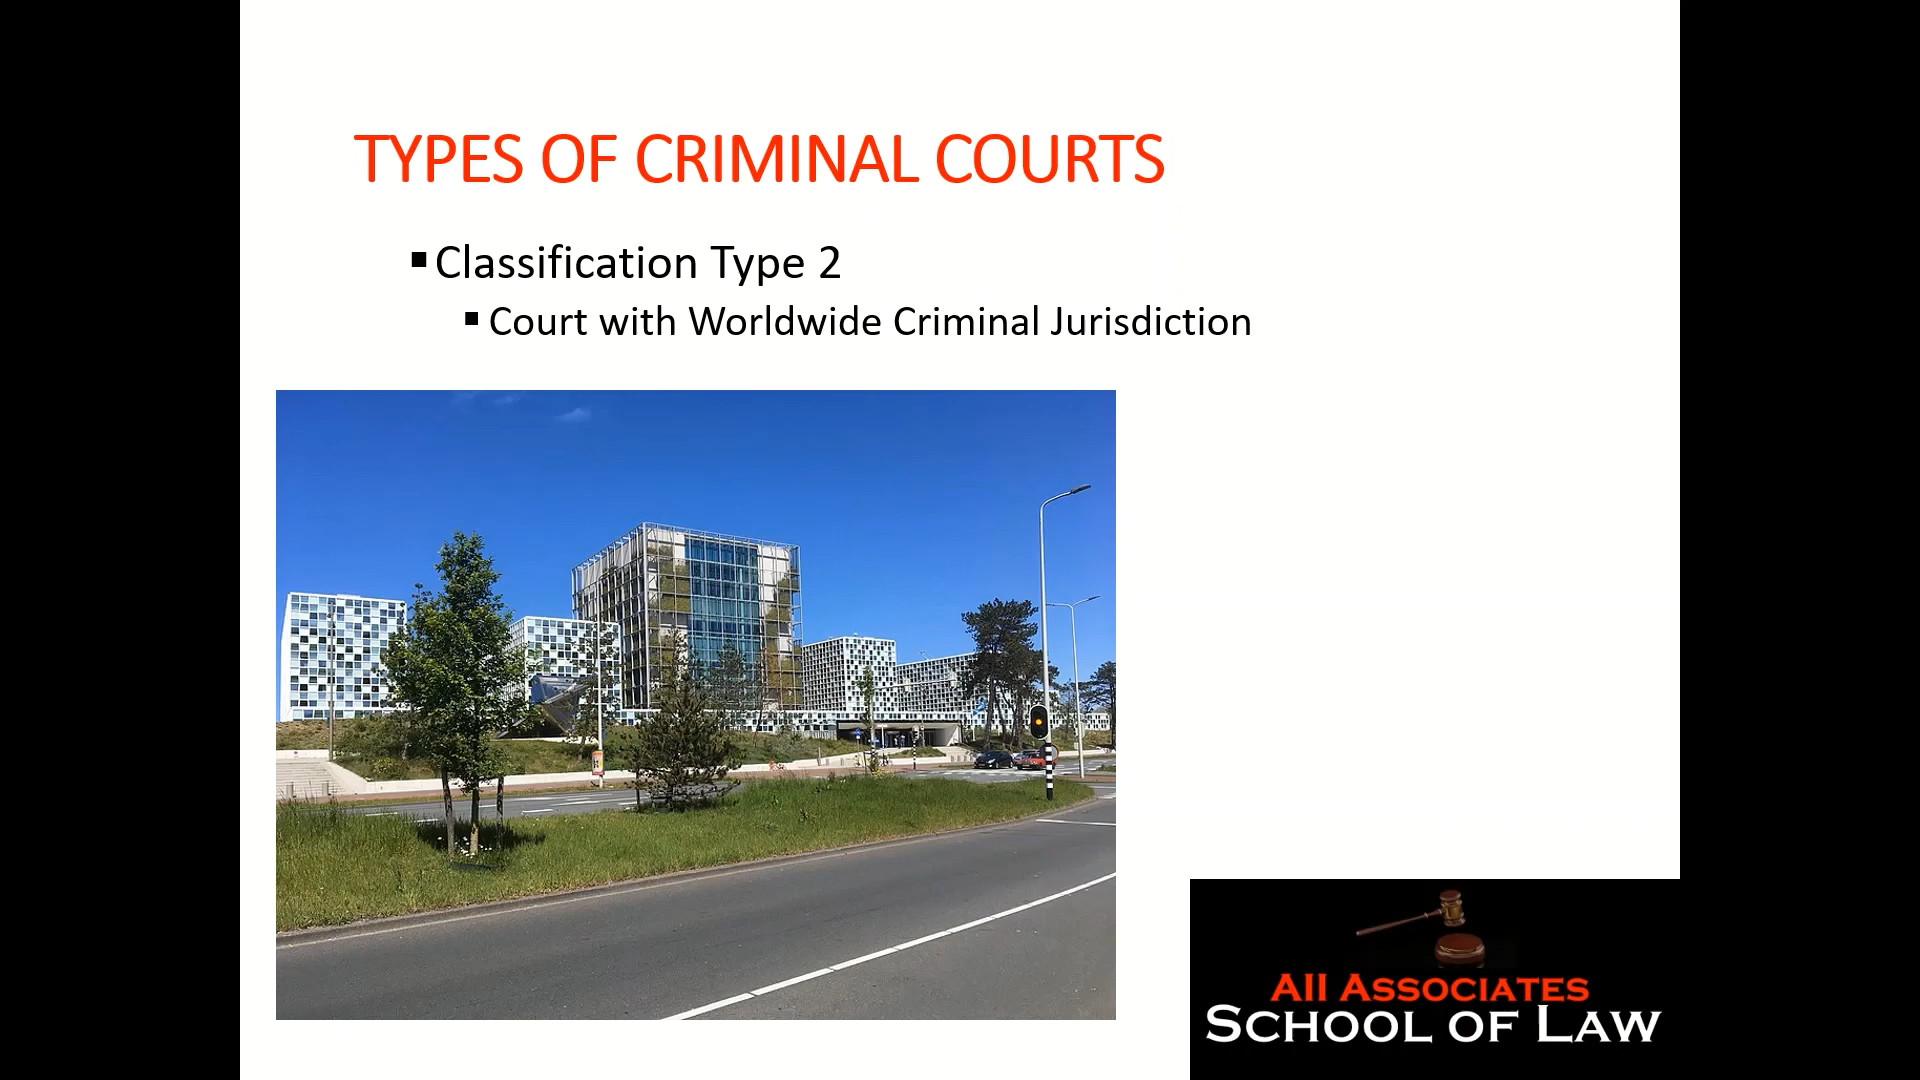 TYPES OF CRIMINAL COURTS
▪Classification Type 2
▪Court with Worldwide Criminal Jurisdiction
All Associates
School of Law